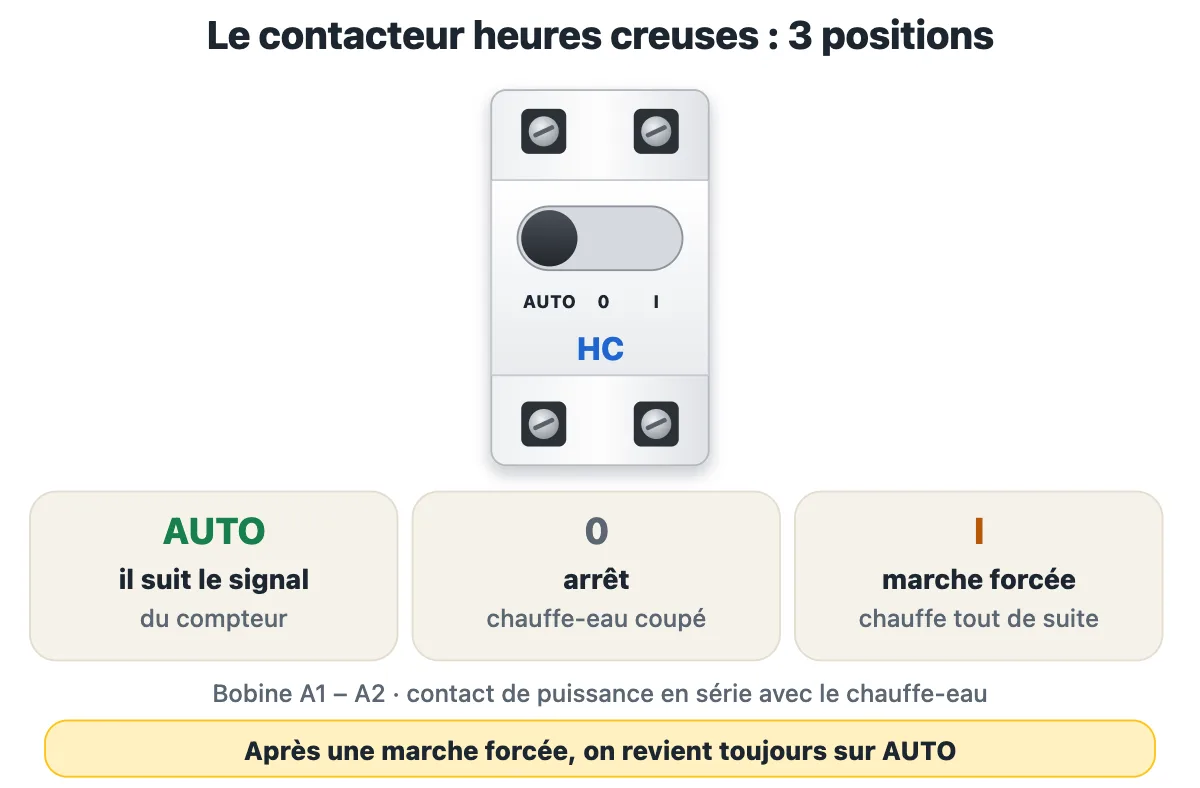 Le contacteur heures creuses : 3 positions
AUTO 0 I
HC
AUTO
il suit le signal
du compteur
0
arrêt
chauffe-eau coupé
I
marche forcée
chauffe tout de suite
Bobine A1 – A2 · contact de puissance en série avec le chauffe-eau
Après une marche forcée, on revient toujours sur AUTO